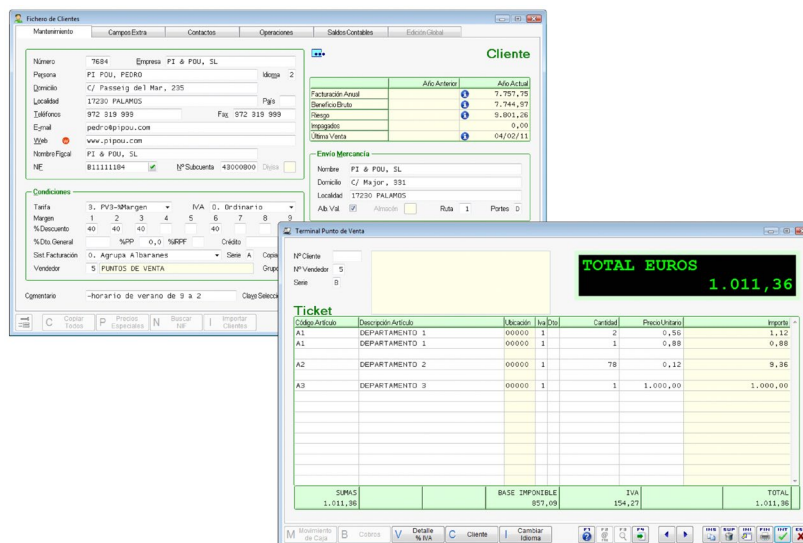 Fichero de Clientes
Mantenimiento Campos Extra Contactos Operaciones Saldos Contables Edición Global
Cliente
Número 7684 Empresa PI & POU, SL
Persona PI POU, PEDRO Idioma 2
Domicilio C/ Passeig del Mar, 235
Localidad 17230 PALAMOS País
Teléfonos 972 319 999 Fax 972 319 999
E-mail pedro@pipou.com
Web www.pipou.com
Nombre Fiscal PI & POU, SL
NIF B11111184 Nº Subcuenta 43000800 Divisa
Año Anterior Año Actual
Facturación Anual 7.757,75
Beneficio Bruto 7.744,97
Riesgo 9.801,26
Impagados 0,00
Última Venta 04/02/11
Envío Mercancía
Nombre PI & POU, SL
Domicilio C/ Major, 331
Localidad 17230 PALAMOS
Alb.Val. Almacén Ruta 1 Portes D
Condiciones
Tarifa 3. PV3-%Margen IVA 0. Ordinario
Margen 1 2 3 4 5 6 7 8 9
% Descuento 40 40 40 40 40
% Dto. General %PP 0,0 %IRPF Crédito
Sist.Facturación 0. Agrupa Albaranes Serie A
Vendedor 5 PUNTOS DE VENTA Grupo
Comentario -horario de verano de 9 a 2
C Copiar Todos P Precios Especiales N Buscar NIF I Importar Clientes
Terminal Punto de Venta
Nº Cliente
Nº Vendedor 5
Serie B
TOTAL EUROS
1.011,36
Ticket
Código Artículo Descripción Artículo Ubicación Iva Dto Cantidad Precio Unitario Importe
A1 DEPARTAMENTO 1 00000 1 2 0,56 1,12
A1 DEPARTAMENTO 1 00000 1 1 0,88 0,88
A2 DEPARTAMENTO 2 00000 1 78 0,12 9,36
A3 DEPARTAMENTO 3 00000 1 1 1.000,00 1.000,00
SUMAS BASE IMPONIBLE IVA TOTAL
1.011,36 857,09 154,27 1.011,36
M Movimiento de Caja B Cobros V Detalle % IVA C Cliente I Cambiar Idioma